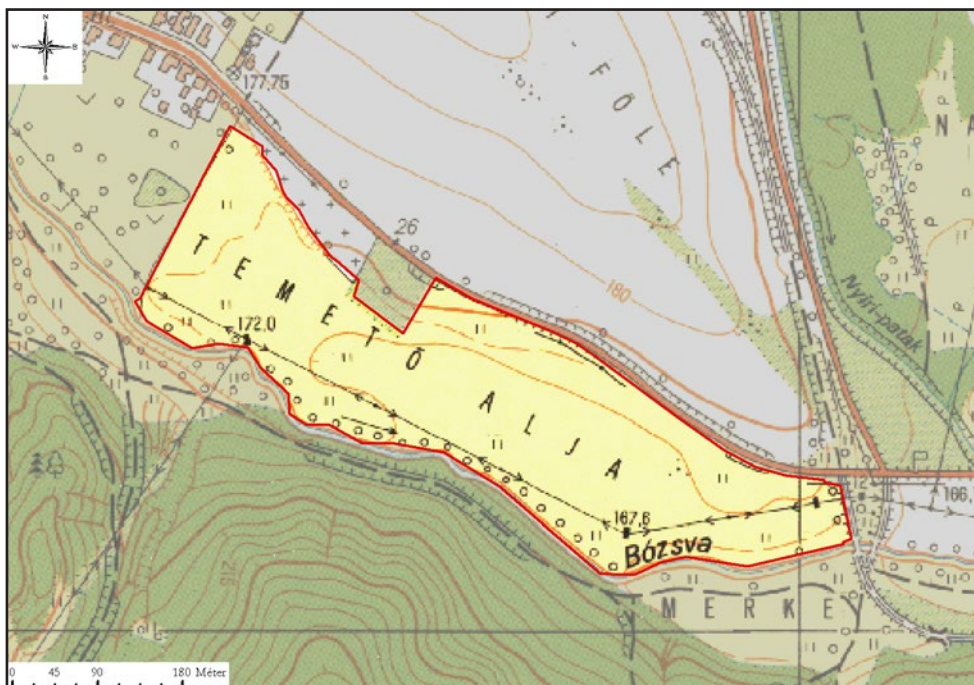 N
W E
S
177,75
FÖLE
N
26
TEMETŐ ALJA
180
Nyíri-patak
172.0
P
12
166,
167,6
Bózsva
MERKE
0 45 90 180 Méter